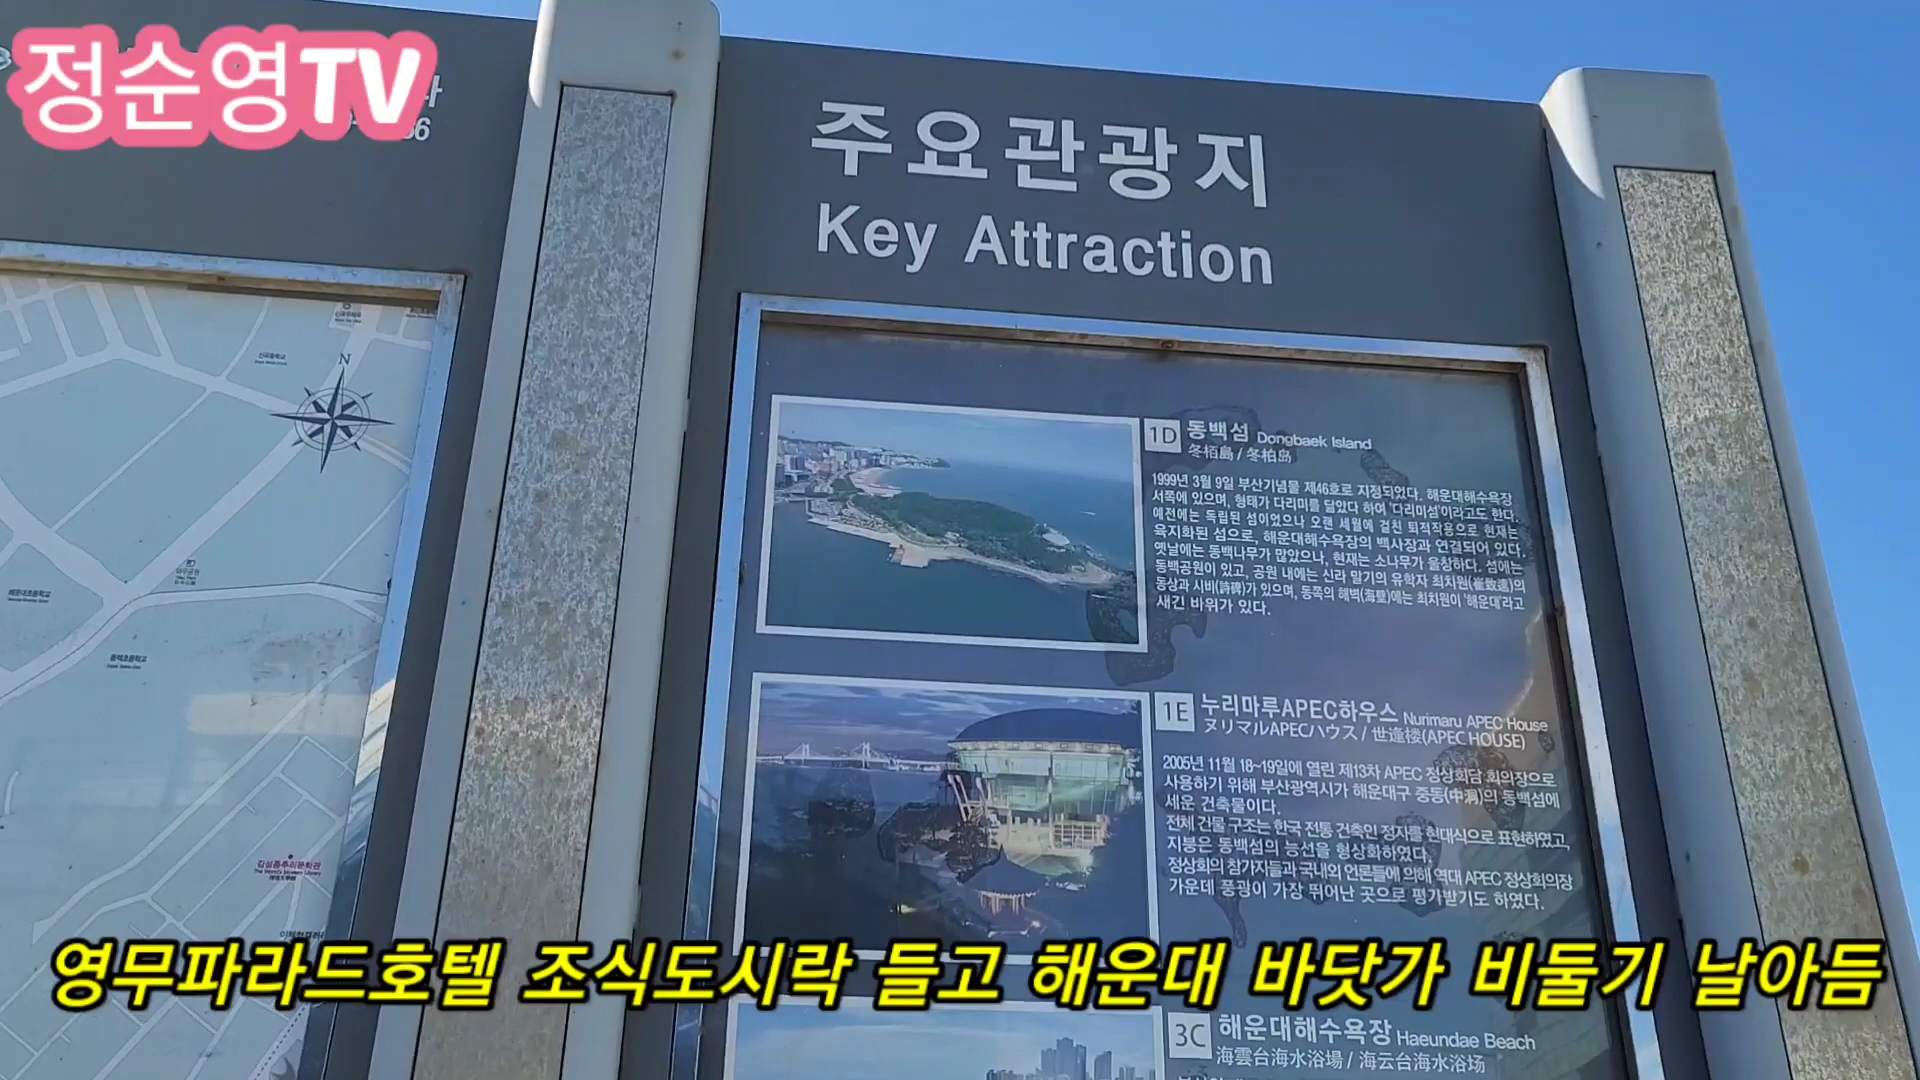 정순영TV
주요관광지
Key Attraction
N
1D 동백섬 Dongbaek Island
冬栢島 / 冬柏岛
1999년 3월 9일 부산기념물 제46호로 지정되었다. 해운대해수욕장
서쪽에 있으며, 형태가 다리미를 닮았다 하여 '다리미섬'이라고도 한다.
예전에는 독립된 섬이었으나 오랜 세월에 걸친 퇴적작용으로 현재는
육지화된 섬으로, 해운대해수욕장의 백사장과 연결되어 있다.
옛날에는 동백나무가 많았으나, 현재는 소나무가 울창하다. 섬에는
동백공원이 있고, 공원 내에는 신라 말기의 유학자 최치원(崔致遠)의
동상과 시비(詩碑)가 있으며, 동쪽의 해벽(海壁)에는 최치원이 '해운대'라고
새긴 바위가 있다.
1E 누리마루APEC하우스 Nurimaru APEC House
ヌリマルAPECハウス / 世逢楼(APEC HOUSE)
2005년 11월 18~19일에 열린 제13차 APEC 정상회담 회의장으로
사용하기 위해 부산광역시가 해운대구 중동(中洞)의 동백섬에
세운 건축물이다.
전체 건물 구조는 한국 전통 건축인 정자를 현대식으로 표현하였고,
지붕은 동백섬의 능선을 형상화하였다.
정상회의 참가자들과 국내외 언론들에 의해 역대 APEC 정상회의장
가운데 풍광이 가장 뛰어난 곳으로 평가받기도 하였다.
영무파라드호텔 조식도시락 들고 해운대 바닷가 비둘기 날아듬
3C 해운대해수욕장 Haeundae Beach
海雲台海水浴場 / 海云台海水浴场